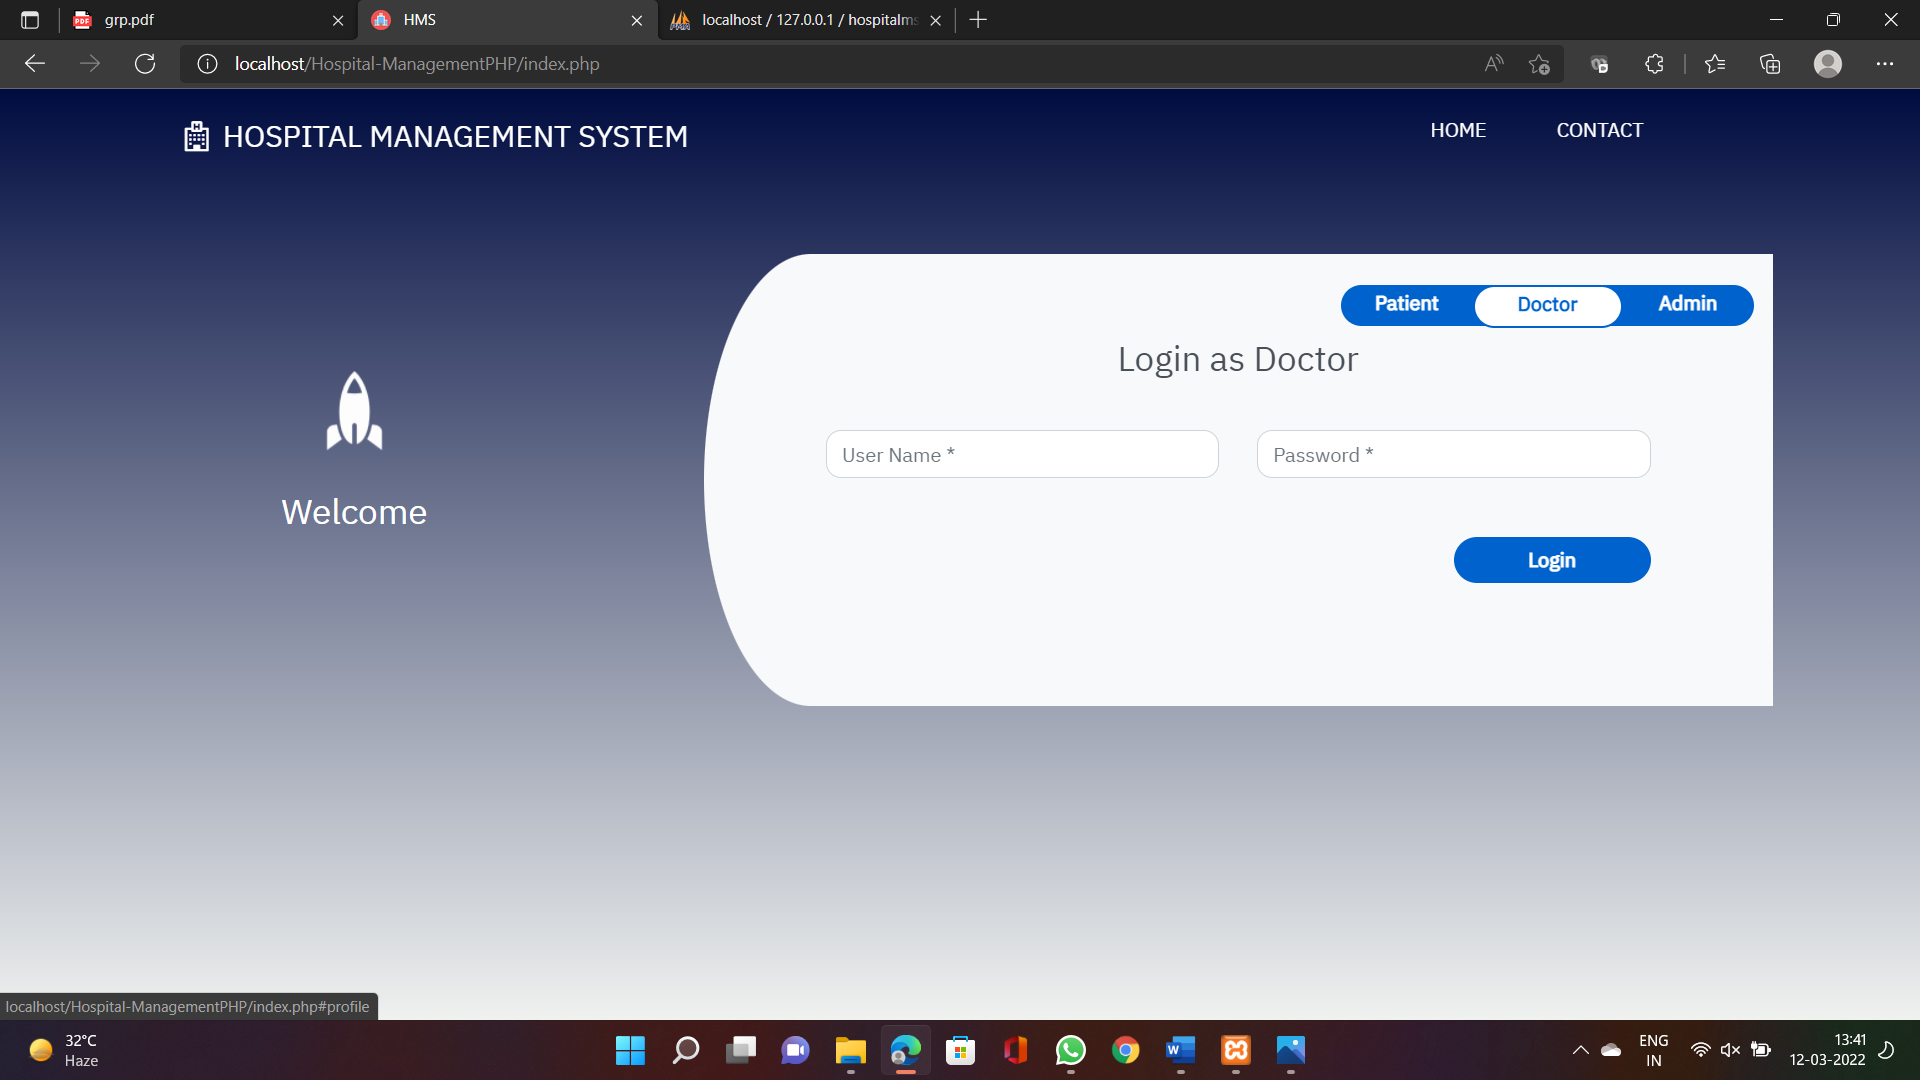 grp.pdf
HMS
localhost / 127.0.0.1 / hospitalms
localhost/Hospital-ManagementPHP/index.php
HOSPITAL MANAGEMENT SYSTEM
HOME
CONTACT
Patient
Doctor
Admin
Login as Doctor
User Name *
Password *
Welcome
Login
localhost/Hospital-ManagementPHP/index.php#profile
32°C
Haze
ENG
IN
13:41
12-03-2022